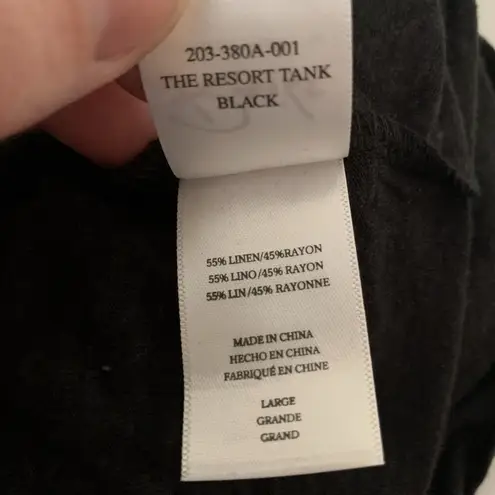 203-380A-001
THE RESORT TANK
BLACK
55% LINEN/45%RAYON
55% LINO/45% RAYON
55% LIN/45% RAYONNE
MADE IN CHINA
HECHO EN CHINA
FABRIQUÉ EN CHINE
LARGE
GRANDE
GRAND